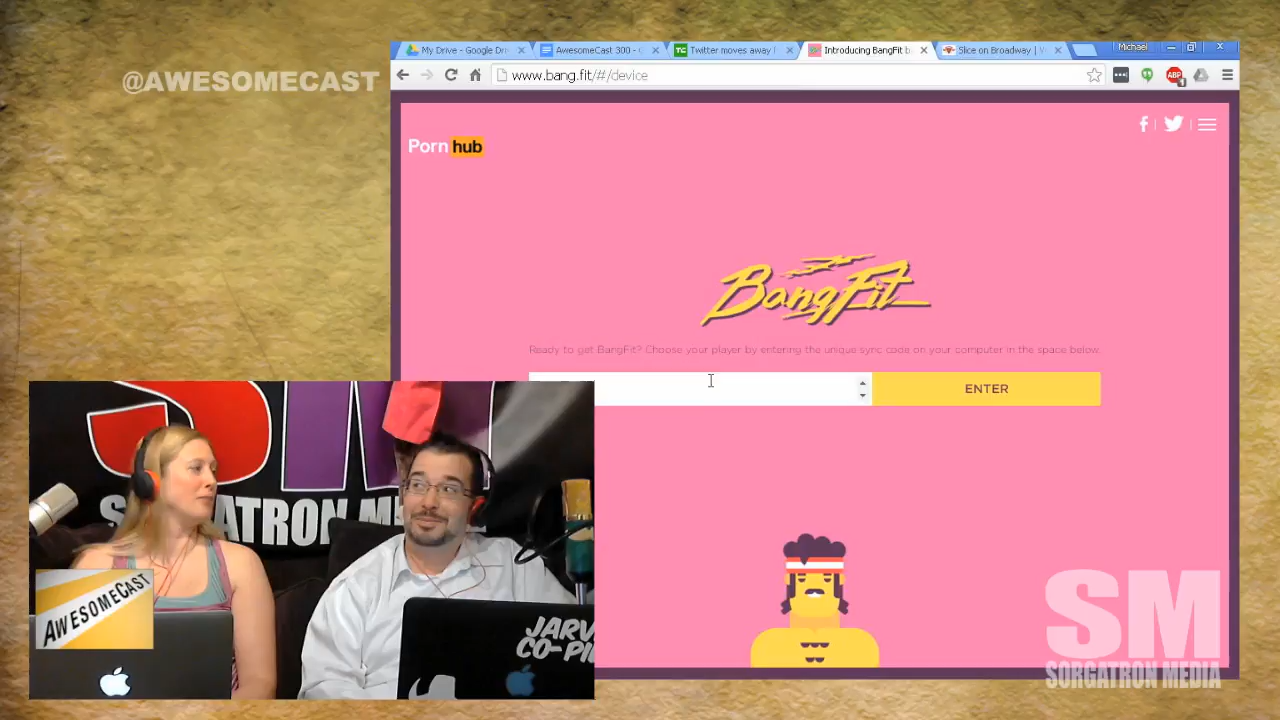 @AWESOMECAST
My Drive - Google Dri
AwesomeCast 300 -
Twitter moves away
Introducing BangFit b
Slice on Broadway |
Michael
www.bang.fit/#/device
ABP
Porn hub
BangFit
Ready to get BangFit? Choose your player by entering the unique sync code on your computer in the space below.
ENTER
SORGATRON MEDIA
JARV
CO-PI
AWESOMECAST
SM
SORGATRON MEDIA